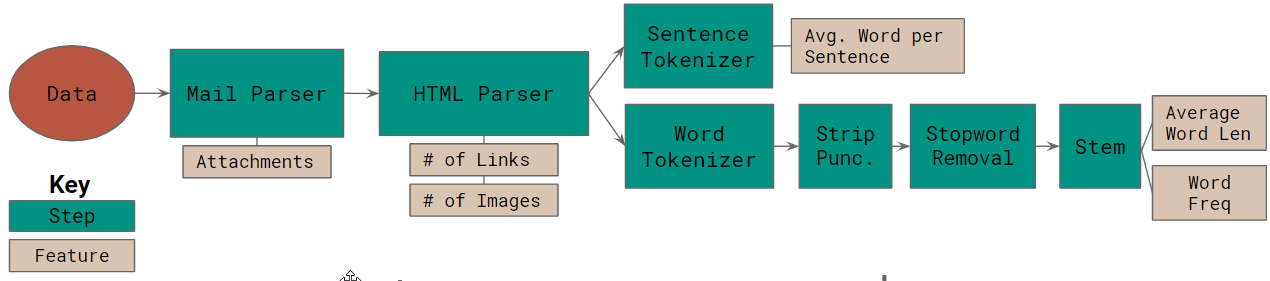 Data
Mail Parser
Attachments
HTML Parser
# of Links
# of Images
Sentence
Tokenizer
Avg. Word per
Sentence
Word
Tokenizer
Strip
Punc.
Stopword
Removal
Stem
Average
Word Len
Word
Freq
Key
Step
Feature